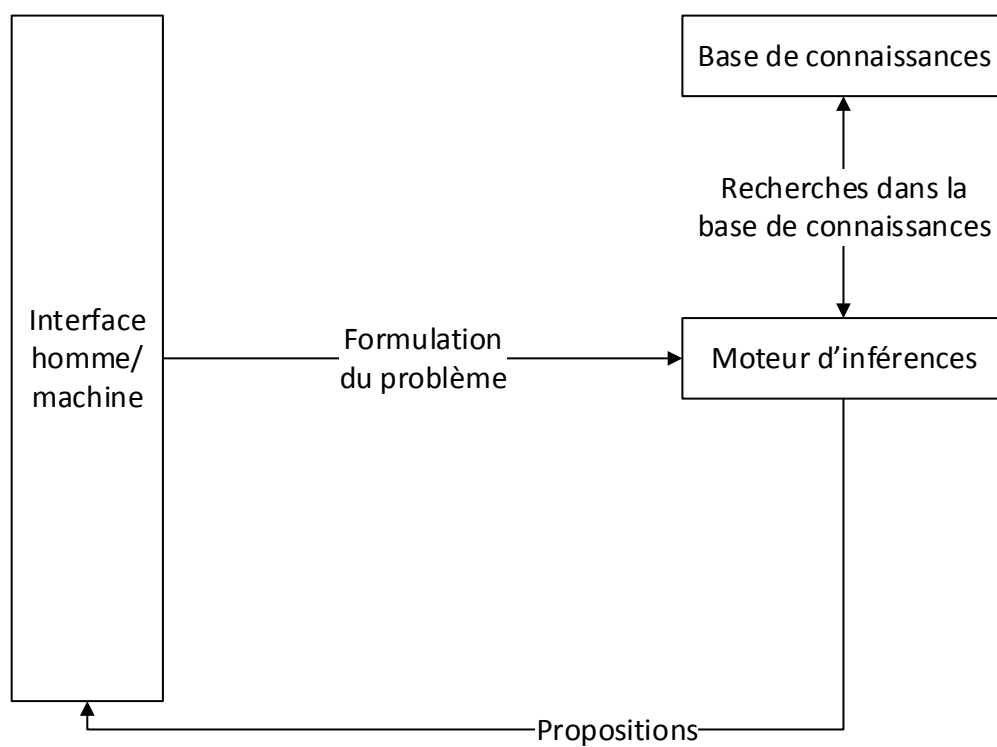 Base de connaissances
Recherches dans la
base de connaissances
Interface
homme/
machine
Formulation
du problème
Moteur d’inférences
Propositions